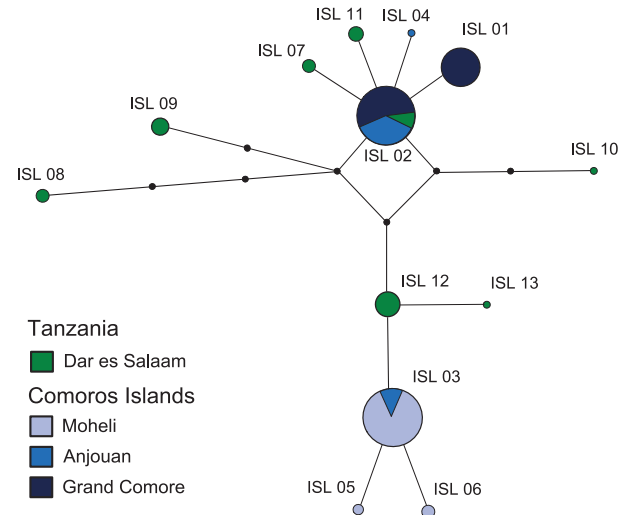 ISL 11
ISL 04
ISL 01
ISL 07
ISL 09
ISL 02
ISL 08
ISL 10
ISL 12
ISL 13
Tanzania
Dar es Salaam
ISL 03
Comoros Islands
Moheli
Anjouan
Grand Comore
ISL 05
ISL 06